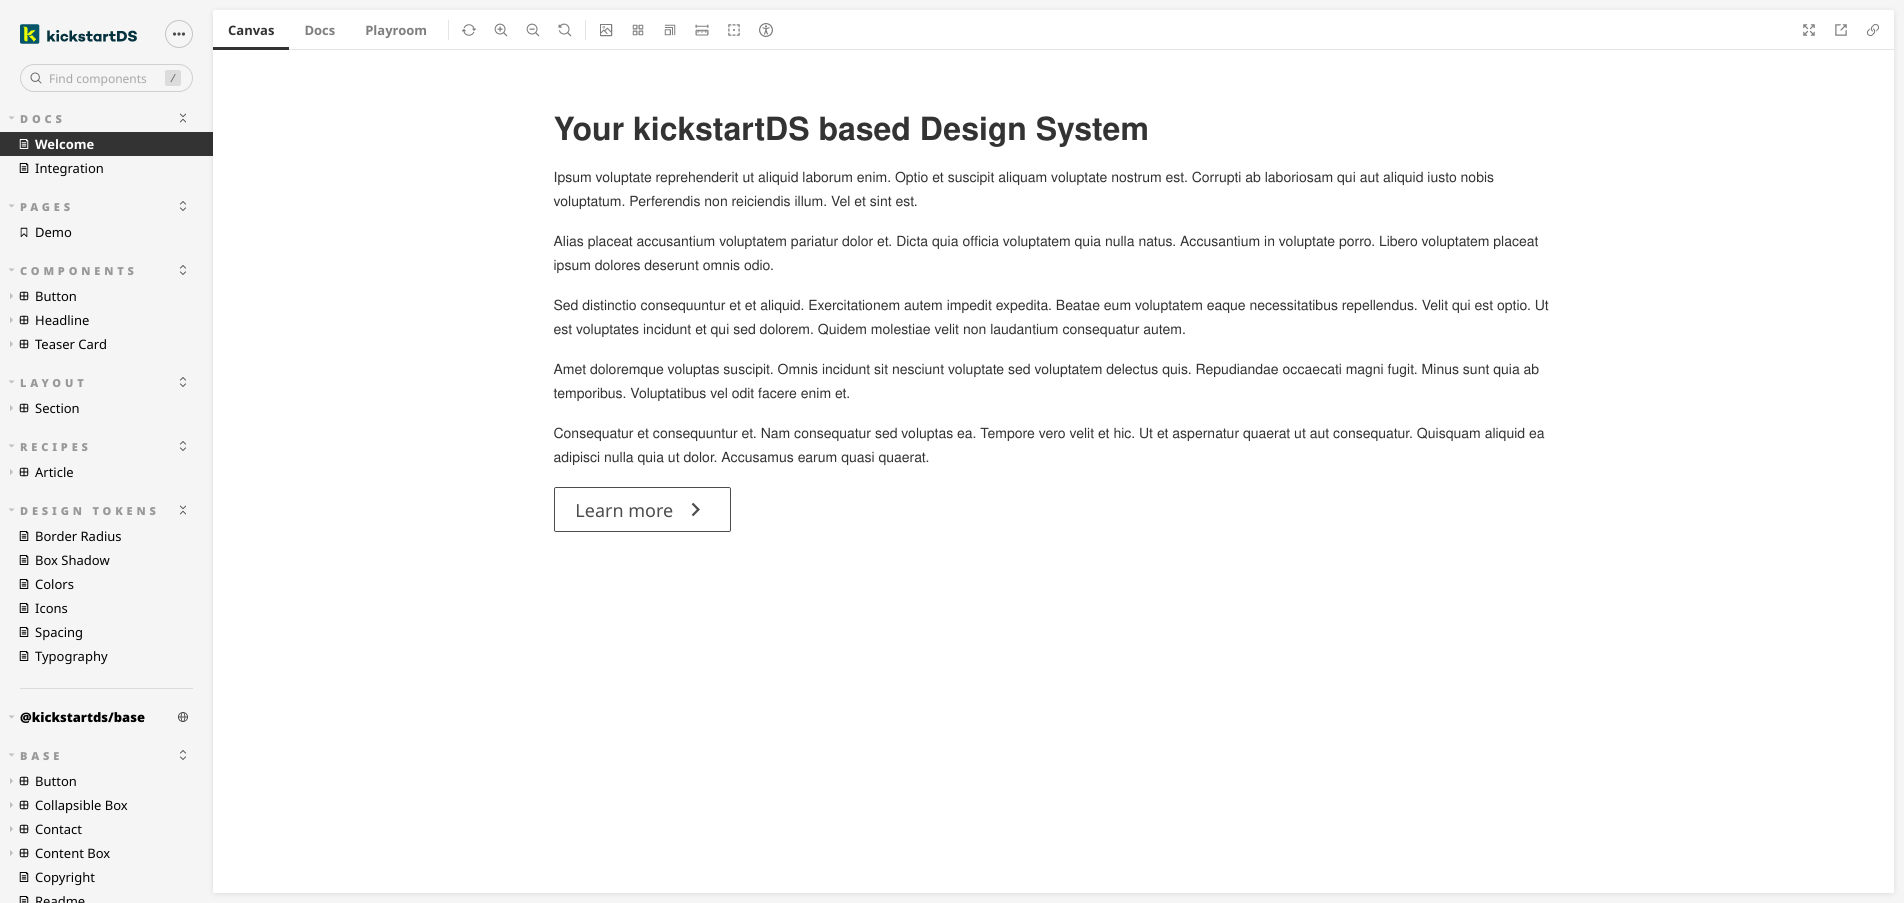 kickstartDS
Find components /
DOCS
Welcome
Integration
PAGES
Demo
COMPONENTS
Button
Headline
Teaser Card
LAYOUT
Section
RECIPES
Article
DESIGN TOKENS
Border Radius
Box Shadow
Colors
Icons
Spacing
Typography
@kickstartds/base
BASE
Button
Collapsible Box
Contact
Content Box
Copyright
Readme
Canvas Docs Playroom
Your kickstartDS based Design System
Ipsum voluptate reprehenderit ut aliquid laborum enim. Optio et suscipit aliquam voluptate nostrum est. Corrupti ab laboriosam qui aut aliquid iusto nobis
voluptatum. Perferendis non reiciendis illum. Vel et sint est.
Alias placeat accusantium voluptatem pariatur dolor et. Dicta quia officia voluptatem quia nulla natus. Accusantium in voluptate porro. Libero voluptatem placeat
ipsum dolores deserunt omnis odio.
Sed distinctio consequuntur et et aliquid. Exercitationem autem impedit expedita. Beatae eum voluptatem eaque necessitatibus repellendus. Velit qui est optio. Ut
est voluptates incidunt et qui sed dolorem. Quidem molestiae velit non laudantium consequatur autem.
Amet doloremque voluptas suscipit. Omnis incidunt sit nesciunt voluptate sed voluptatem delectus quis. Repudiandae occaecati magni fugit. Minus sunt quia ab
temporibus. Voluptatibus vel odit facere enim et.
Consequatur et consequuntur et. Nam consequatur sed voluptas ea. Tempore vero velit et hic. Ut et aspernatur quaerat ut aut consequatur. Quisquam aliquid ea
adipisci nulla quia ut dolor. Accusamus earum quasi quaerat.
Learn more